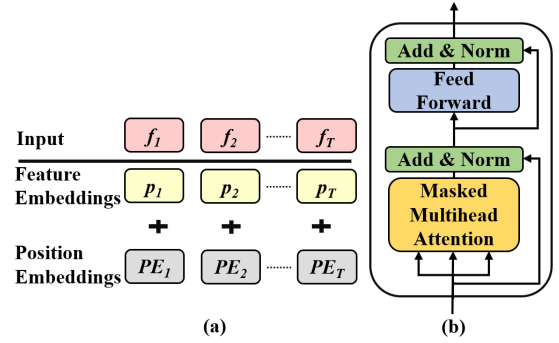 Input f1 f2 fT
Feature
Embeddings p1 p2 pT
+ + +
Position
Embeddings PE1 PE2 PET
(a)
Add & Norm
Feed
Forward
Add & Norm
Masked
Multihead
Attention
(b)